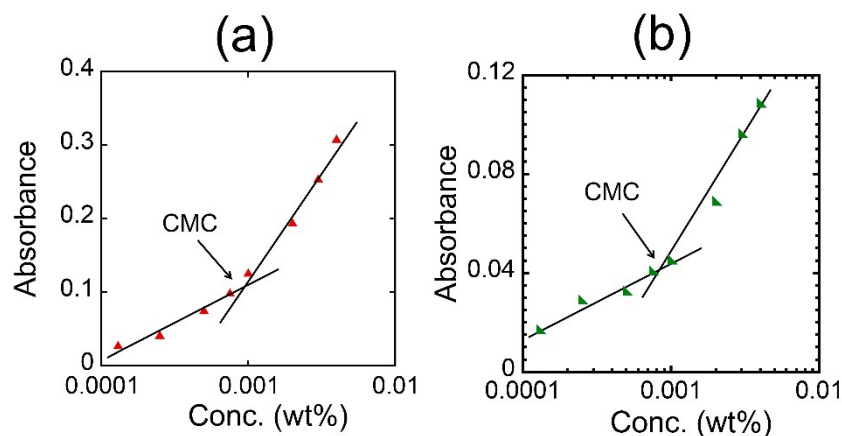 (a)
0.4
0.3
0.2
0.1
0
Absorbance
CMC
0.0001
0.001
0.01
Conc. (wt%)
(b)
0.12
0.08
0.04
0
Absorbance
CMC
0.0001
0.001
0.01
Conc. (wt%)